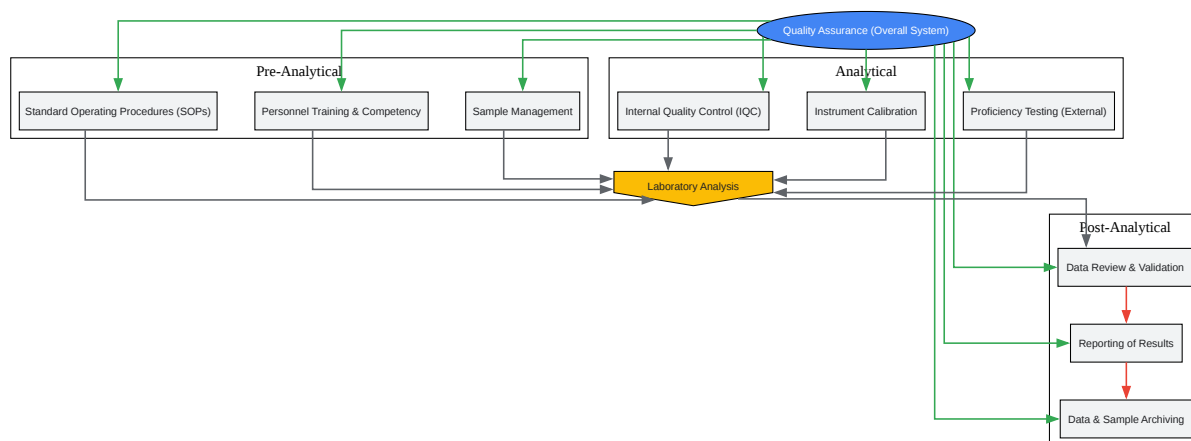 Quality Assurance (Overall System)
Pre-Analytical
Analytical
Standard Operating Procedures (SOPs)
Personnel Training & Competency
Sample Management
Internal Quality Control (IQC)
Instrument Calibration
Proficiency Testing (External)
Laboratory Analysis
Post-Analytical
Data Review & Validation
Reporting of Results
Data & Sample Archiving